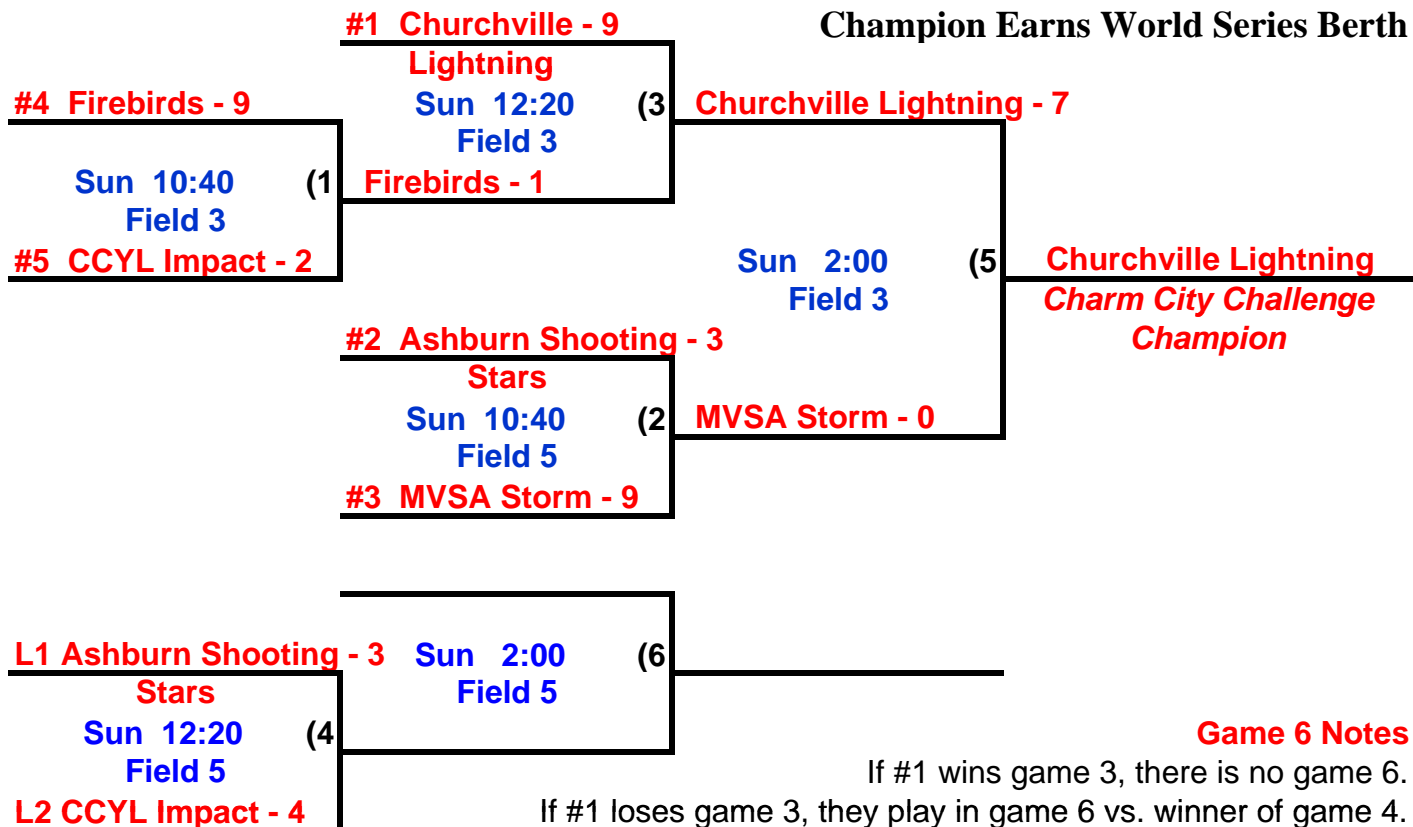 #1 Churchville - 9
Champion Earns World Series Berth
Lightning
#4 Firebirds - 9
Sun 12:20 (3
Churchville Lightning - 7
Field 3
Sun 10:40 (1
Firebirds - 1
Field 3
#5 CCYL Impact - 2
Sun 2:00 (5
Churchville Lightning
Field 3
Charm City Challenge
Champion
#2 Ashburn Shooting - 3
Stars
Sun 10:40 (2
MVSA Storm - 0
Field 5
#3 MVSA Storm - 9
L1 Ashburn Shooting - 3
Sun 2:00 (6
Stars
Field 5
Sun 12:20 (4
Game 6 Notes
Field 5
If #1 wins game 3, there is no game 6.
L2 CCYL Impact - 4
If #1 loses game 3, they play in game 6 vs. winner of game 4.